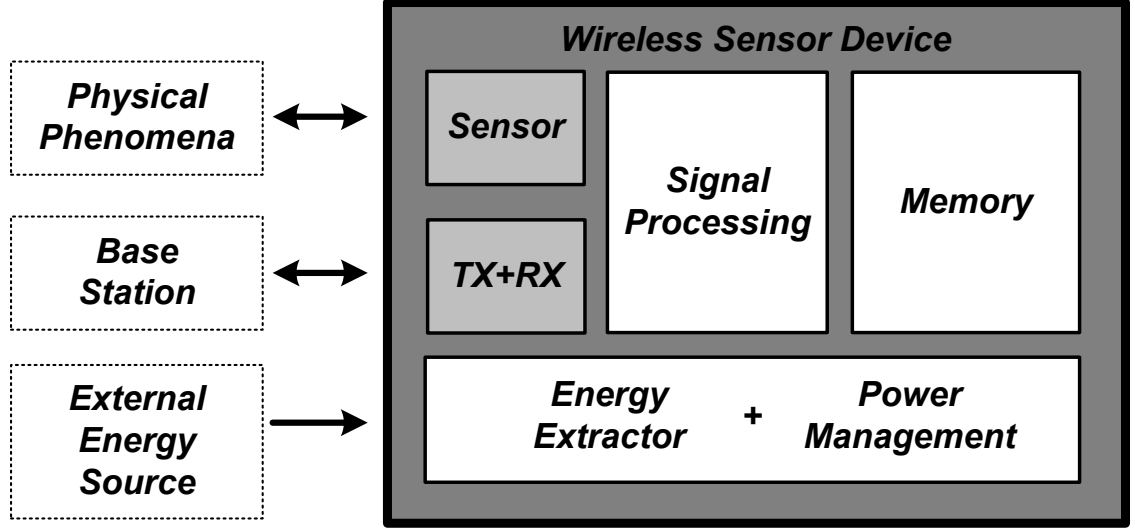 Wireless Sensor Device
Physical
Phenomena
Sensor
Signal
Processing
Memory
Base
Station
TX+RX
External
Energy
Source
Energy
Extractor
+
Power
Management